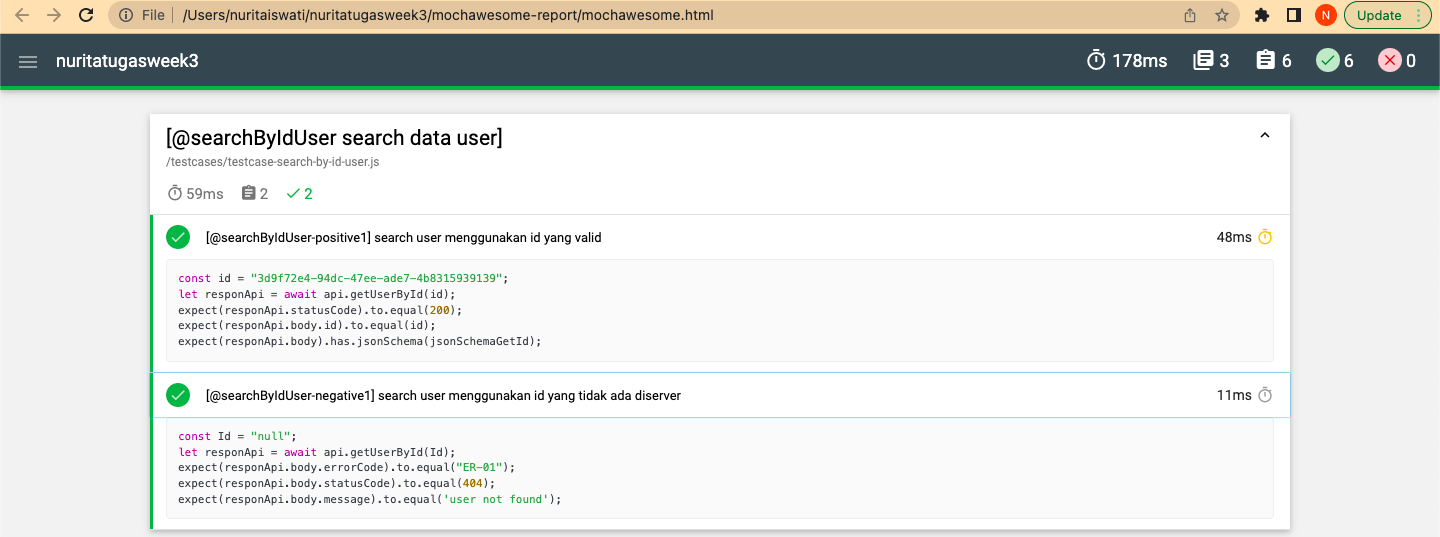 File | /Users/nuritaiswati/nuritatugasweek3/mochawesome-report/mochawesome.html
N
Update
nuritatugasweek3
178ms 3 6 6 0
[@searchByIdUser search data user]
/testcases/testcase-search-by-id-user.js
59ms 2 2
[@searchByIdUser-positive1] search user menggunakan id yang valid 48ms
const id = "3d9f72e4-94dc-47ee-ade7-4b8315939139";
let responApi = await api.getUserById(id);
expect(responApi.statusCode).to.equal(200);
expect(responApi.body.id).to.equal(id);
expect(responApi.body).has.jsonSchema(jsonSchemaGetId);
[@searchByIdUser-negative1] search user menggunakan id yang tidak ada diserver 11ms
const Id = "null";
let responApi = await api.getUserById(Id);
expect(responApi.body.errorCode).to.equal("ER-01");
expect(responApi.body.statusCode).to.equal(404);
expect(responApi.body.message).to.equal('user not found');